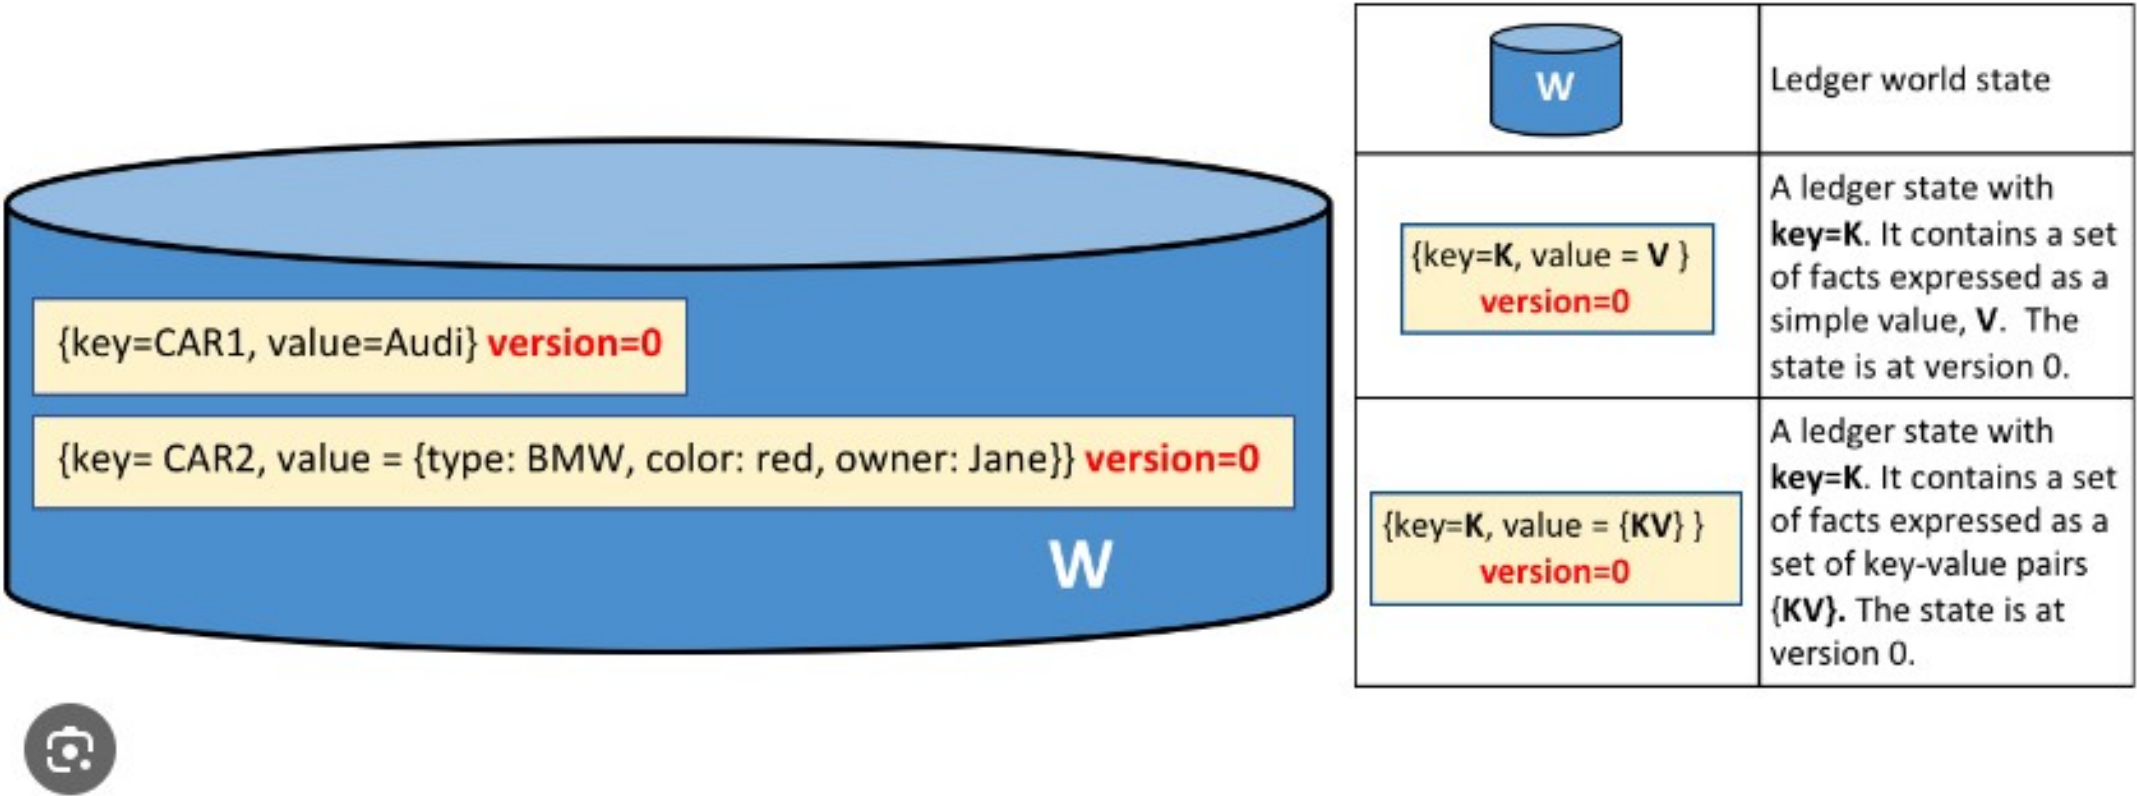 {key=CAR1, value=Audi} version=0
{key= CAR2, value = {type: BMW, color: red, owner: Jane}} version=0
W
W
Ledger world state
{key=K, value = V }
version=0
A ledger state with
key=K. It contains a set
of facts expressed as a
simple value, V.  The
state is at version 0.
{key=K, value = {KV} }
version=0
A ledger state with
key=K. It contains a set
of facts expressed as a
set of key-value pairs
{KV}. The state is at
version 0.